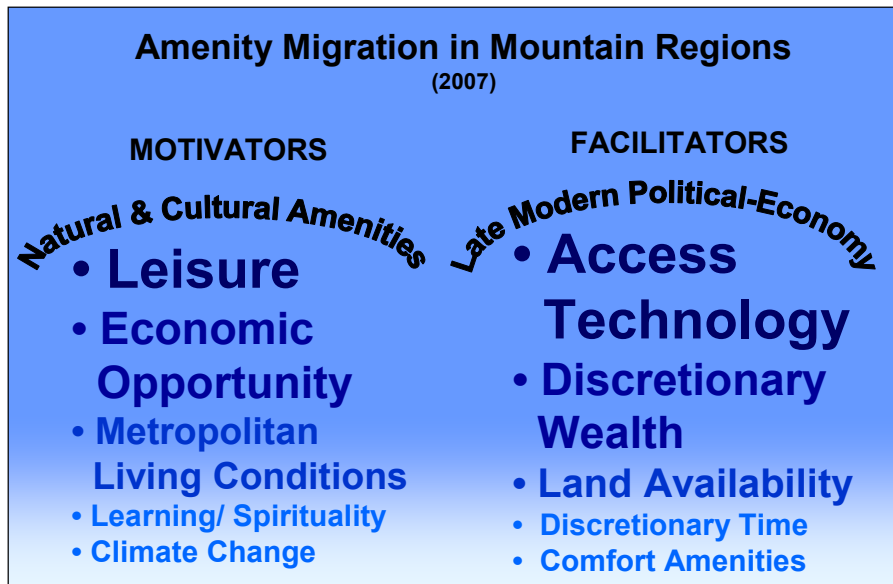 Amenity Migration in Mountain Regions
(2007)
MOTIVATORS
Natural & Cultural Amenities
• Leisure
• Economic
Opportunity
• Metropolitan
Living Conditions
• Learning/ Spirituality
• Climate Change
FACILITATORS
Late Modern Political-Economy
• Access
Technology
• Discretionary
Wealth
• Land Availability
• Discretionary Time
• Comfort Amenities